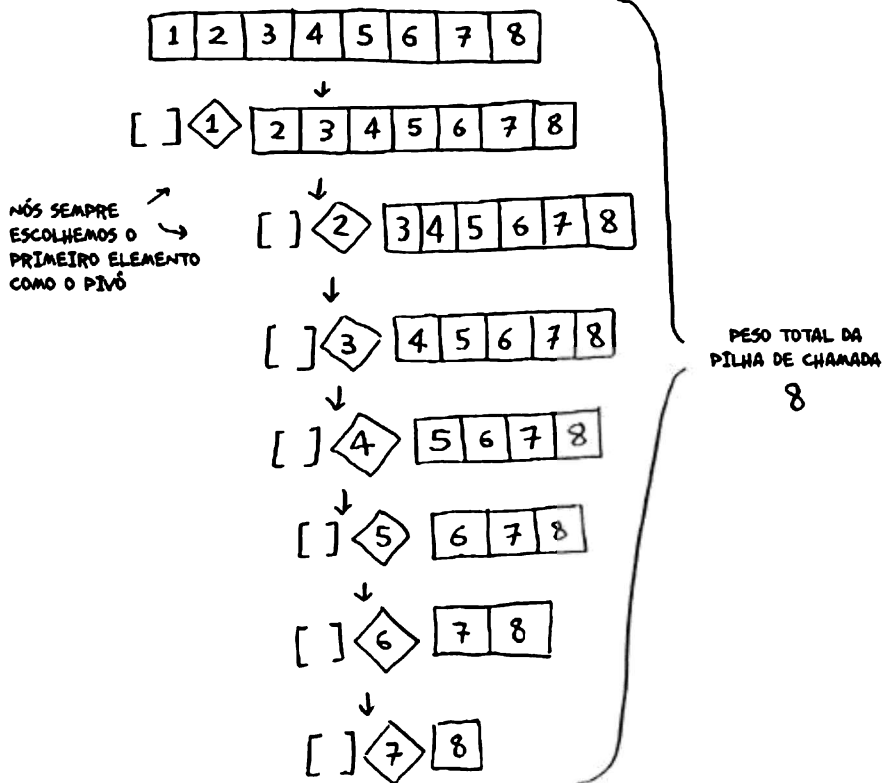 1 2 3 4 5 6 7 8
[ ] 1 2 3 4 5 6 7 8
NÓS SEMPRE
ESCOLHEMOS O
PRIMEIRO ELEMENTO
COMO O PIVÔ
[ ] 2 3 4 5 6 7 8
[ ] 3 4 5 6 7 8
[ ] 4 5 6 7 8
[ ] 5 6 7 8
[ ] 6 7 8
[ ] 7 8
PESO TOTAL DA
PILHA DE CHAMADA
8